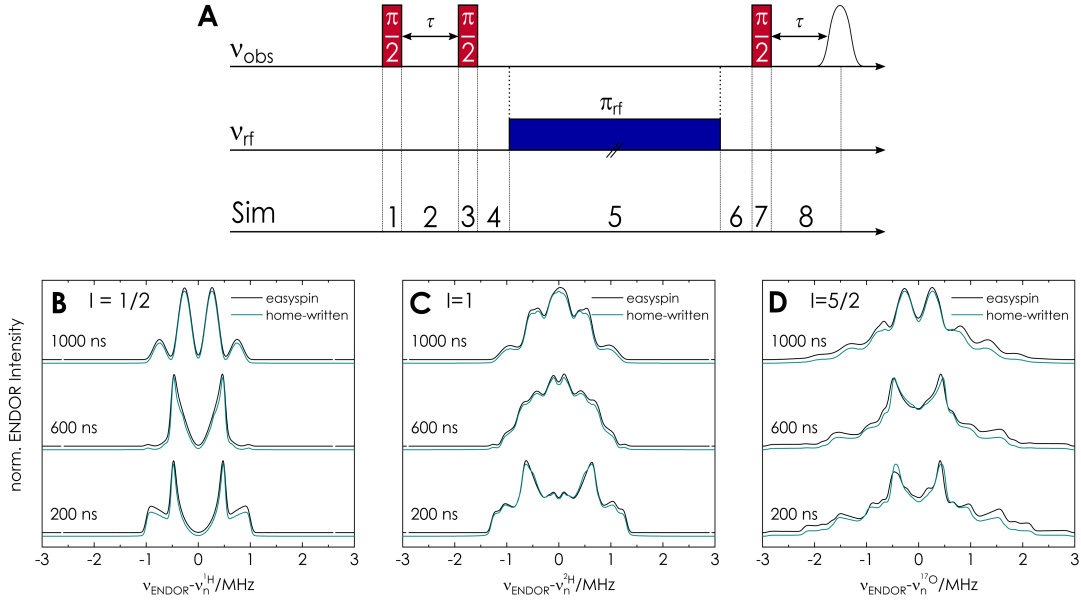 A
π/2 τ π/2 π/2 τ
ν_obs
π_rf
ν_rf
Sim 1 2 3 4 5 6 7 8
norm. ENDOR Intensity
B I = 1/2
easyspin
home-written
1000 ns
600 ns
200 ns
-3 -2 -1 0 1 2 3
ν_ENDOR-ν_n^1H/MHz
C I=1
easyspin
home-written
1000 ns
600 ns
200 ns
-3 -2 -1 0 1 2 3
ν_ENDOR-ν_n^2H/MHz
D I=5/2
easyspin
home-written
1000 ns
600 ns
200 ns
-3 -2 -1 0 1 2 3
ν_ENDOR-ν_n^17O/MHz